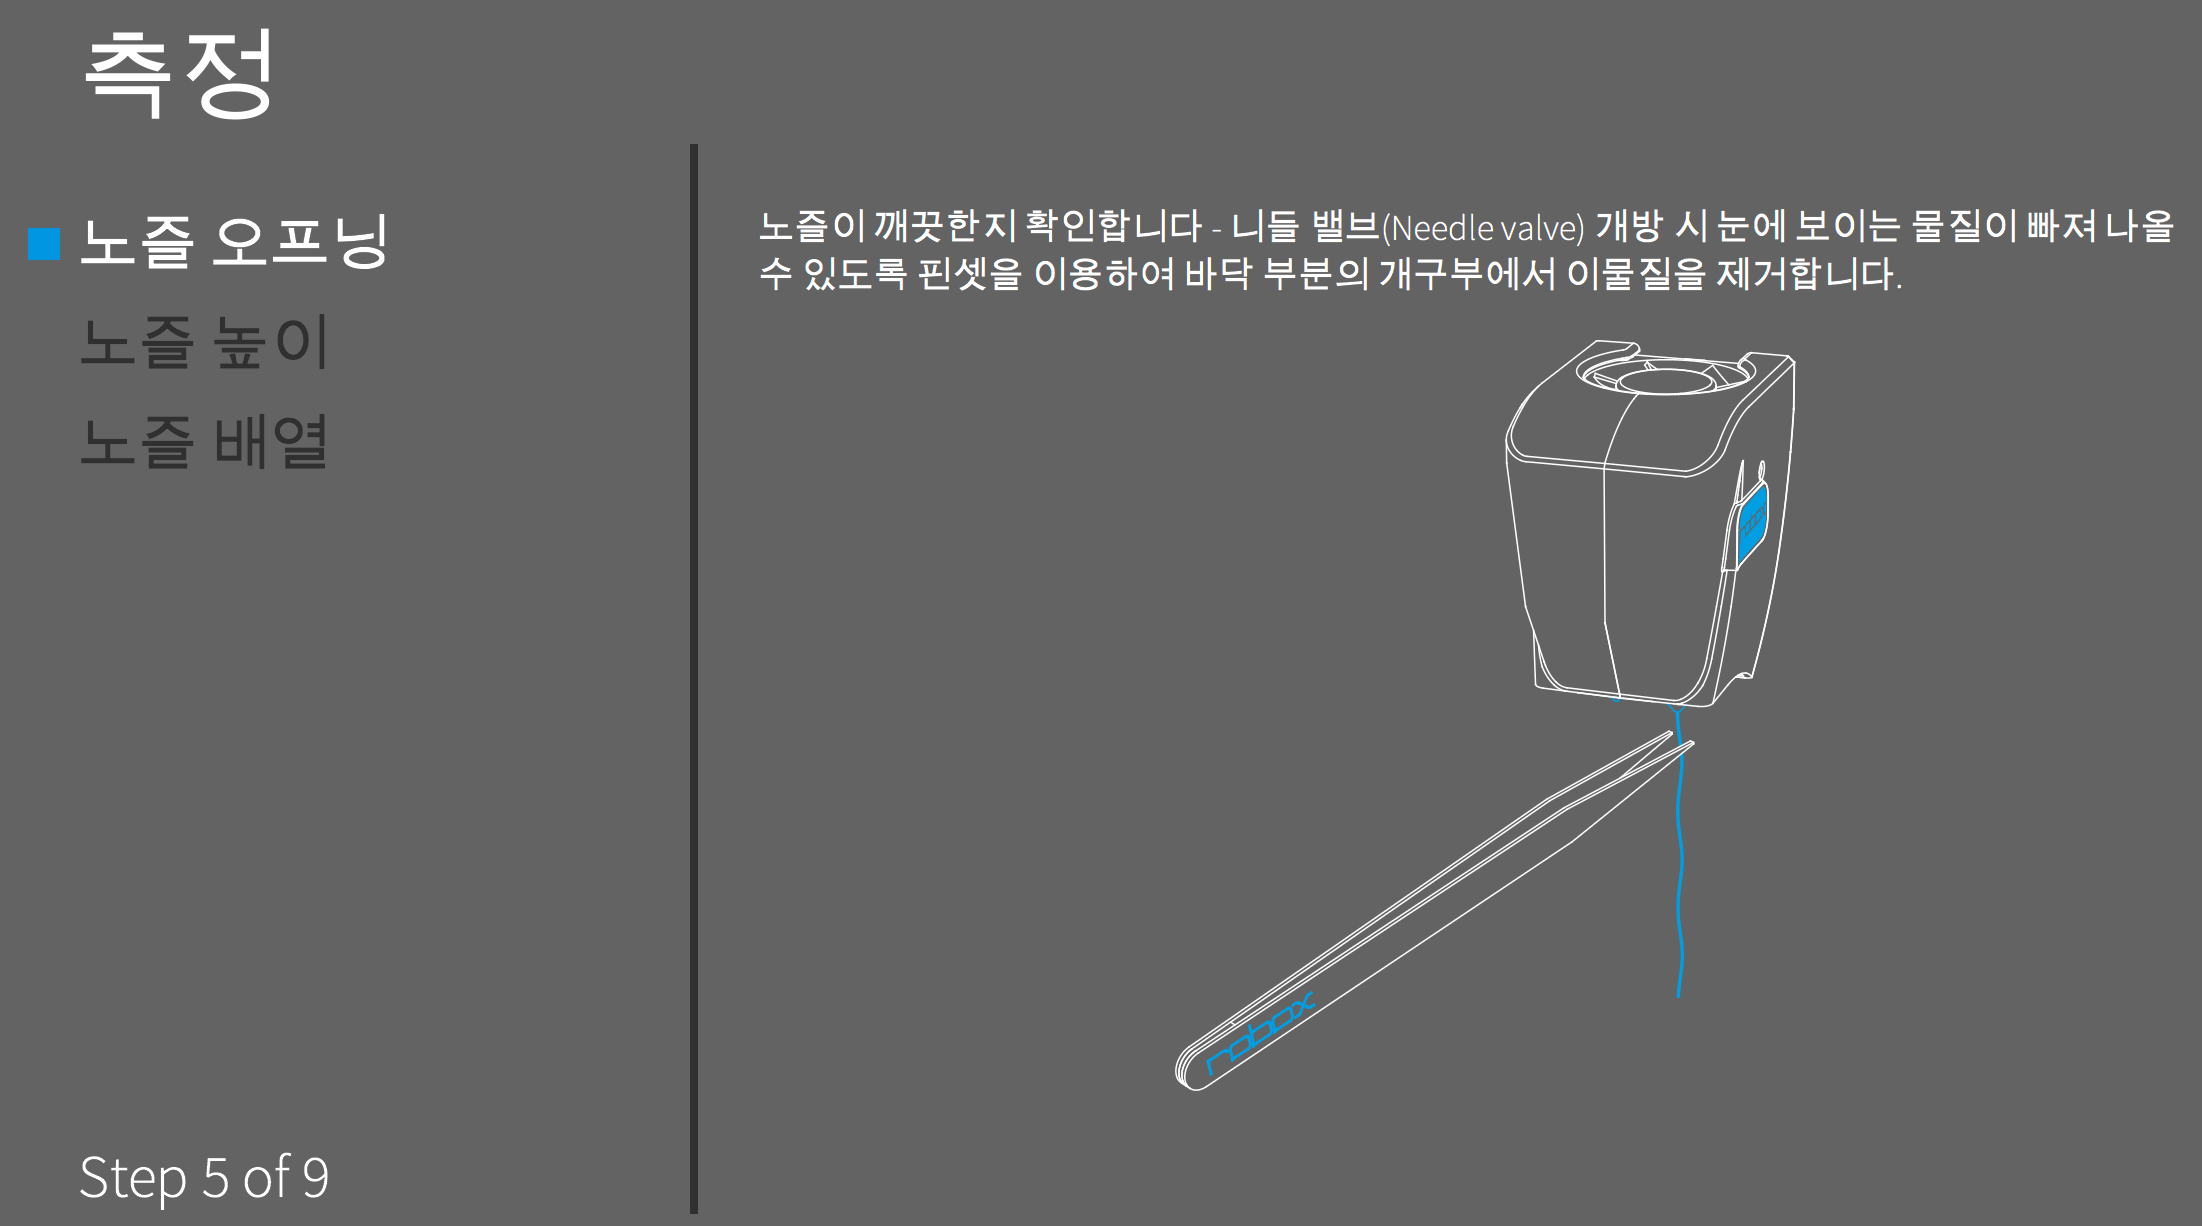 측정
노즐 오프닝
노즐 높이
노즐 배열
노즐이 깨끗한지 확인합니다 - 니들 밸브(Needle valve) 개방 시 눈에 보이는 물질이 빠져 나올
수 있도록 핀셋을 이용하여 바닥 부분의 개구부에서 이물질을 제거합니다.
robox
Step 5 of 9